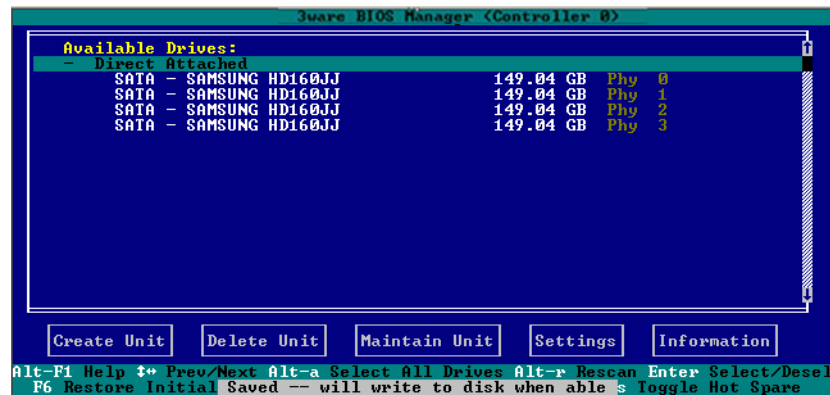 3ware BIOS Manager (Controller 0)
Available Drives:
- Direct Attached
SATA - SAMSUNG HD160JJ 149.04 GB Phy 0
SATA - SAMSUNG HD160JJ 149.04 GB Phy 1
SATA - SAMSUNG HD160JJ 149.04 GB Phy 2
SATA - SAMSUNG HD160JJ 149.04 GB Phy 3
Create Unit Delete Unit Maintain Unit Settings Information
Alt-F1 Help ↕↔ Prev/Next Alt-a Select All Drives Alt-r Rescan Enter Select/Desel
F6 Restore Initial Saved -- will write to disk when able s Toggle Hot Spare